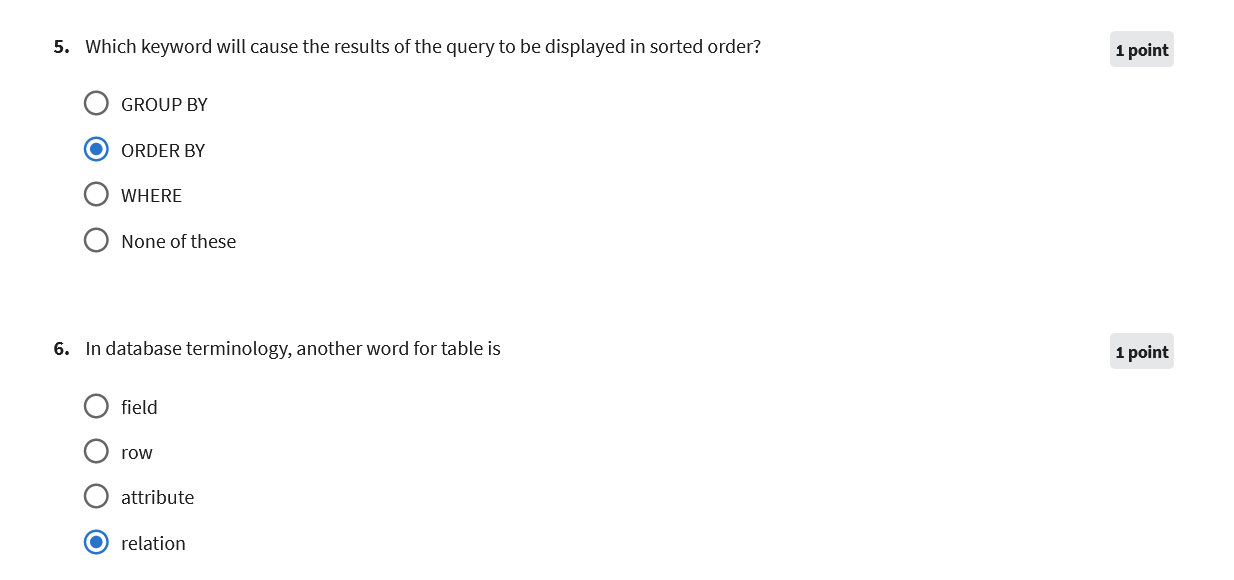 5. Which keyword will cause the results of the query to be displayed in sorted order?
1 point
GROUP BY
ORDER BY
WHERE
None of these
6. In database terminology, another word for table is
1 point
field
row
attribute
relation